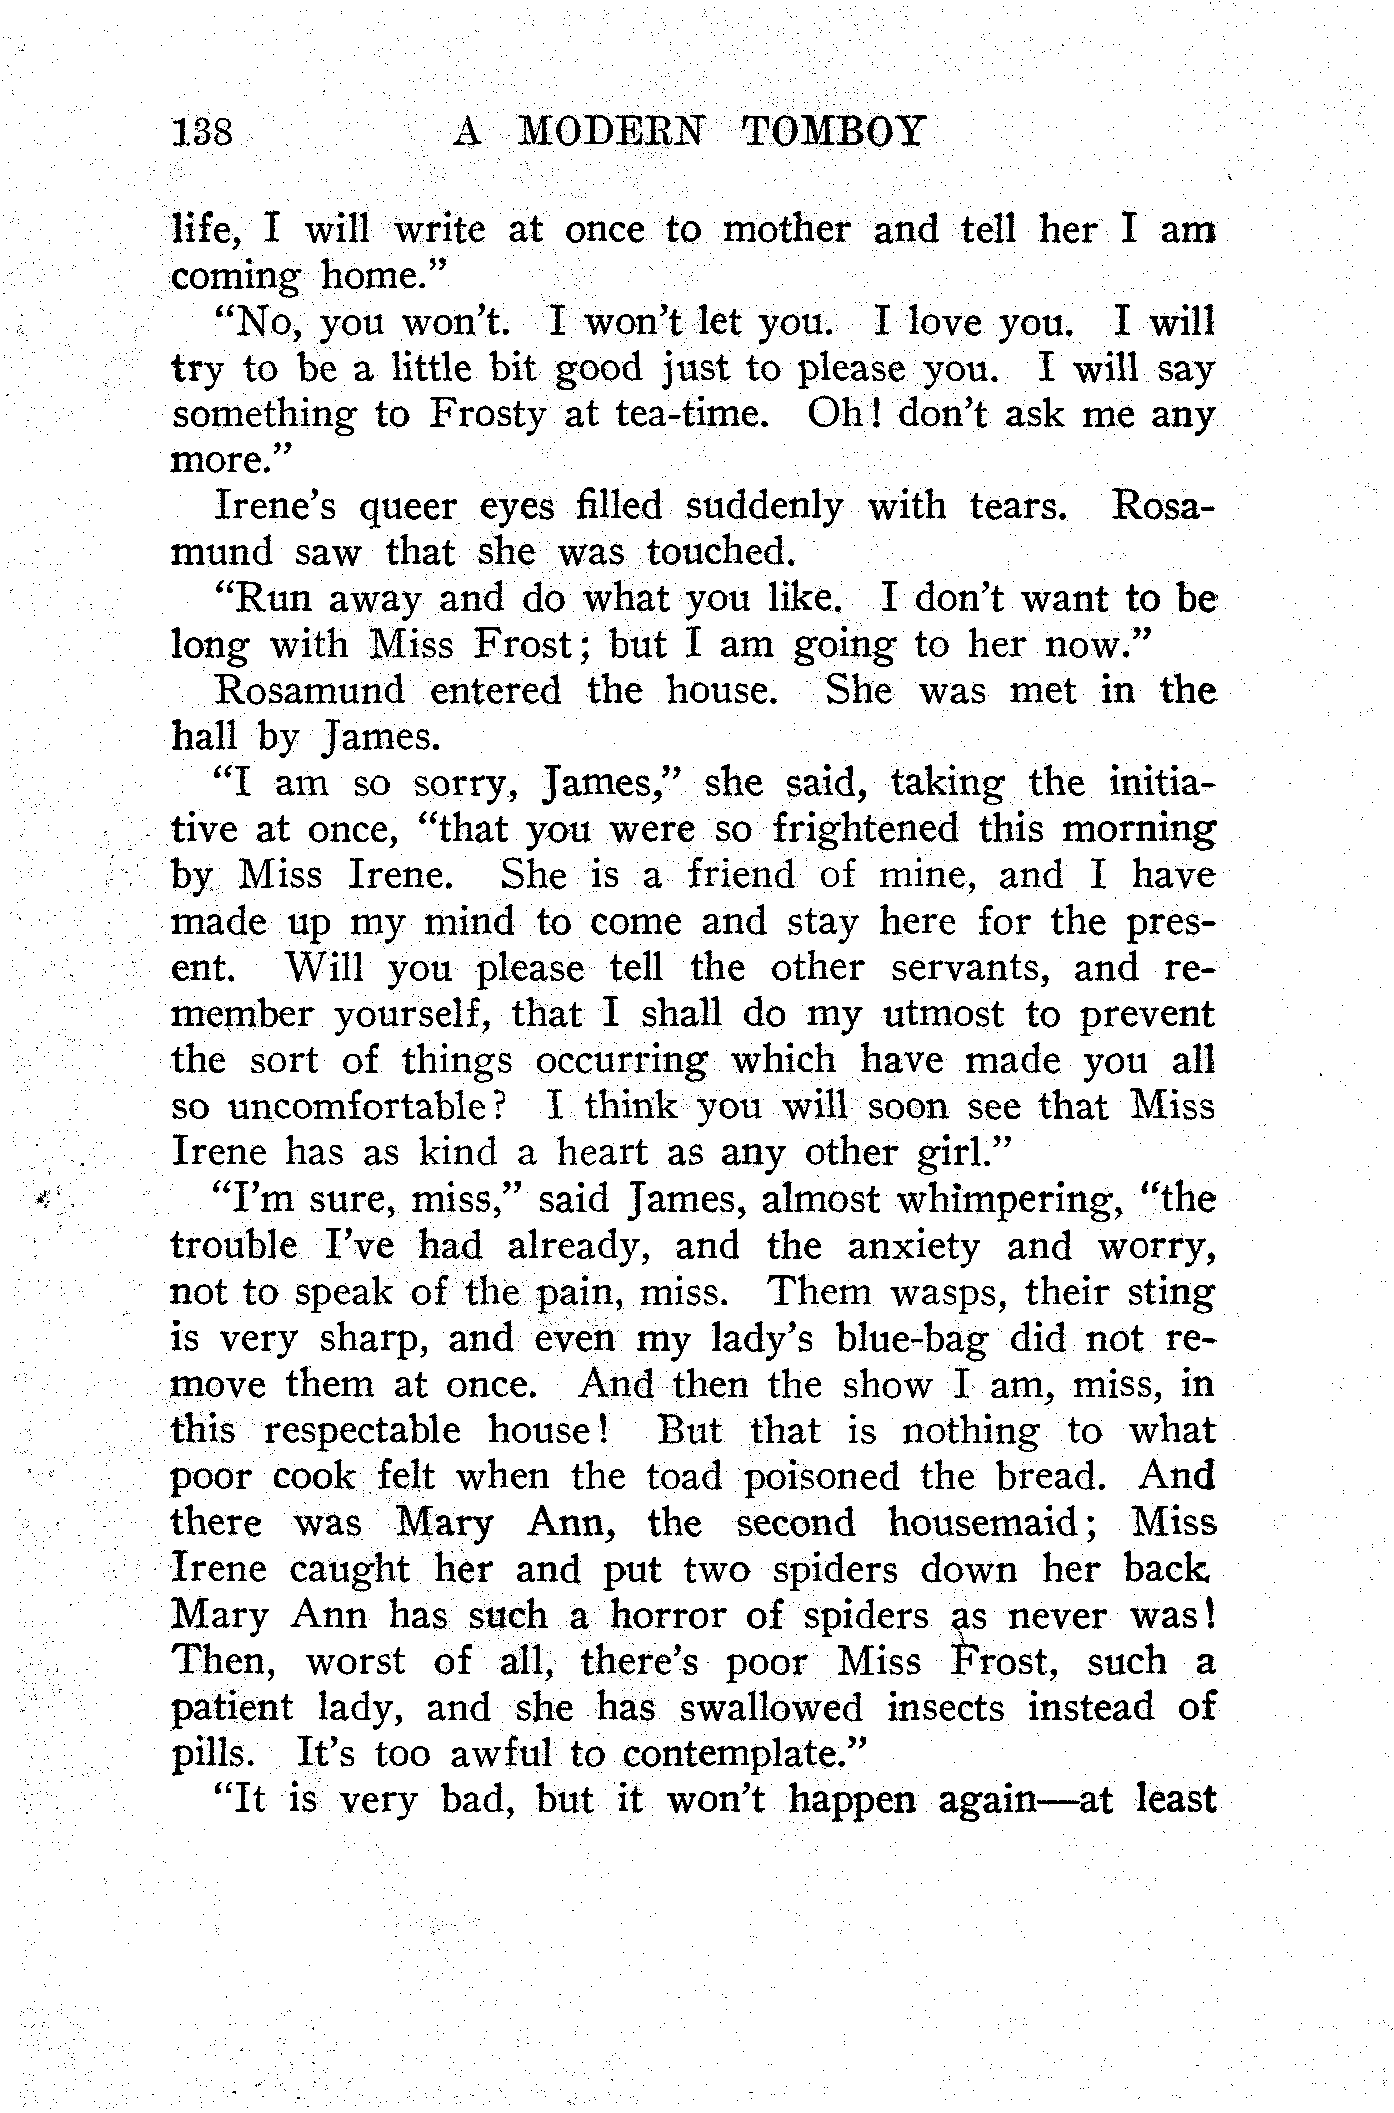 138 A MODERN TOMBOY
life, I will write at once to mother and tell her I am
coming home."
"No, you won't. I won't let you. I love you. I will
try to be a little bit good just to please you. I will say
something to Frosty at tea-time. Oh! don't ask me any
more."
Irene's queer eyes filled suddenly with tears. Rosa-
mund saw that she was touched.
"Run away and do what you like. I don't want to be
long with Miss Frost; but I am going to her now."
Rosamund entered the house. She was met in the
hall by James.
"I am so sorry, James," she said, taking the initia-
tive at once, "that you were so frightened this morning
by Miss Irene. She is a friend of mine, and I have
made up my mind to come and stay here for the pres-
ent. Will you please tell the other servants, and re-
member yourself, that I shall do my utmost to prevent
the sort of things occurring which have made you all
so uncomfortable? I think you will soon see that Miss
Irene has as kind a heart as any other girl."
"I'm sure, miss," said James, almost whimpering, "the
trouble I've had already, and the anxiety and worry,
not to speak of the pain, miss. Them wasps, their sting
is very sharp, and even my lady's blue-bag did not re-
move them at once. And then the show I am, miss, in
this respectable house! But that is nothing to what
poor cook felt when the toad poisoned the bread. And
there was Mary Ann, the second housemaid; Miss
Irene caught her and put two spiders down her back.
Mary Ann has such a horror of spiders as never was!
Then, worst of all, there's poor Miss Frost, such a
patient lady, and she has swallowed insects instead of
pills. It's too awful to contemplate."
"It is very bad, but it won't happen again—at least